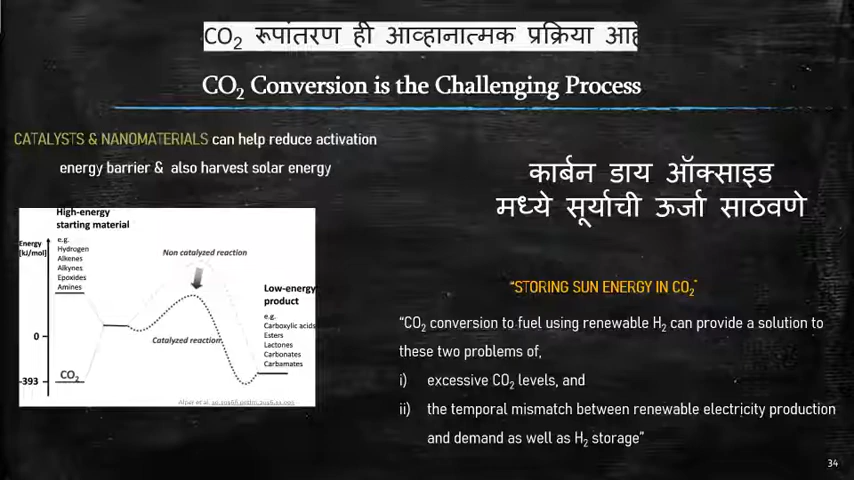 CO₂ रूपांतरण ही आव्हानात्मक प्रक्रिया आहे
CO₂ Conversion is the Challenging Process
CATALYSTS & NANOMATERIALS can help reduce activation
energy barrier & also harvest solar energy
High-energy
starting material
e.g.
Hydrogen
Alkenes
Alkynes
Epoxides
Amines
Energy
[kJ/mol]
0
-393
CO₂
Non catalyzed reaction
Catalyzed reaction
Low-energy
product
e.g.
Carboxylic acids
Esters
Lactones
Carbonates
Carbamates
Alper et al.
कार्बन डाय ऑक्साइड
मध्ये सूर्याची ऊर्जा साठवणे
“STORING SUN ENERGY IN CO₂”
“CO₂ conversion to fuel using renewable H₂ can provide a solution to
these two problems of,
i) excessive CO₂ levels, and
ii) the temporal mismatch between renewable electricity production
and demand as well as H₂ storage”
34